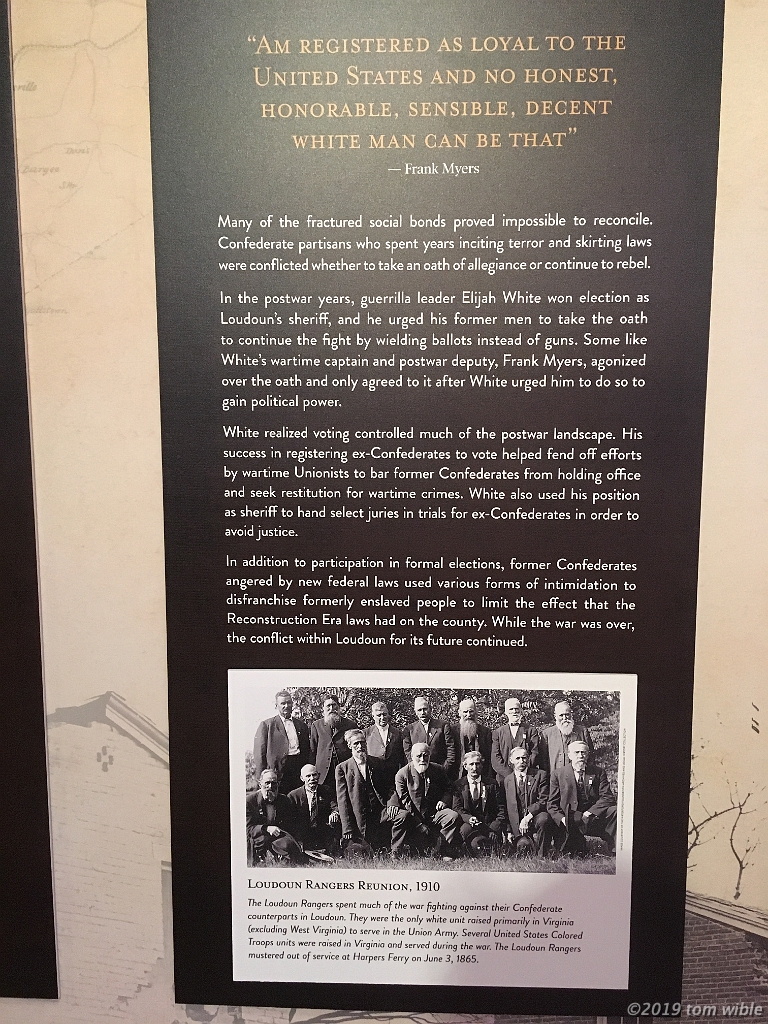 “AM REGISTERED AS LOYAL TO THE
UNITED STATES AND NO HONEST,
HONORABLE, SENSIBLE, DECENT
WHITE MAN CAN BE THAT”
— Frank Myers
Many of the fractured social bonds proved impossible to reconcile.
Confederate partisans who spent years inciting terror and skirting laws
were conflicted whether to take an oath of allegiance or continue to rebel.
In the postwar years, guerrilla leader Elijah White won election as
Loudoun’s sheriff, and he urged his former men to take the oath
to continue the fight by wielding ballots instead of guns. Some like
White’s wartime captain and postwar deputy, Frank Myers, agonized
over the oath and only agreed to it after White urged him to do so to
gain political power.
White realized voting controlled much of the postwar landscape. His
success in registering ex-Confederates to vote helped fend off efforts
by wartime Unionists to bar former Confederates from holding office
and seek restitution for wartime crimes. White also used his position
as sheriff to hand select juries in trials for ex-Confederates in order to
avoid justice.
In addition to participation in formal elections, former Confederates
angered by new federal laws used various forms of intimidation to
disfranchise formerly enslaved people to limit the effect that the
Reconstruction Era laws had on the county. While the war was over,
the conflict within Loudoun for its future continued.
LOUDOUN RANGERS REUNION, 1910
The Loudoun Rangers spent much of the war fighting against their Confederate
counterparts in Loudoun. They were the only white unit raised primarily in Virginia
(excluding West Virginia) to serve in the Union Army. Several United States Colored
Troops units were raised in Virginia and served during the war. The Loudoun Rangers
mustered out of service at Harpers Ferry on June 3, 1865.
©2019 tom wible